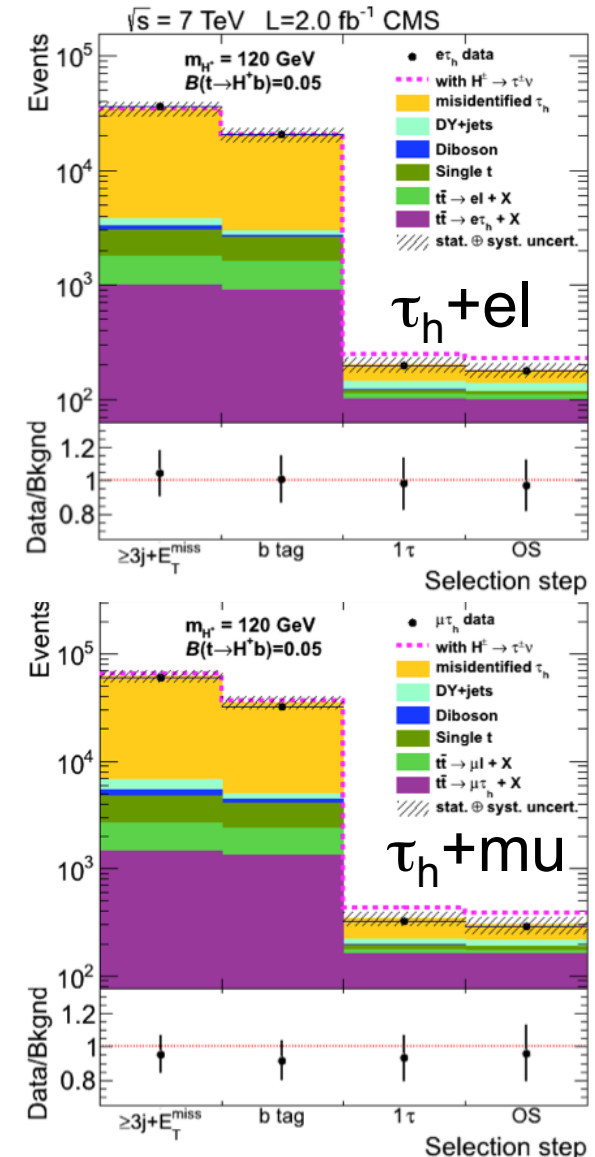 √s = 7 TeV L=2.0 fb⁻¹ CMS
Events
10⁵
10⁴
10³
10²
m_H⁺ = 120 GeV
B(t→H⁺b)=0.05
eτ_h data
with H^± → τ^±ν
misidentified τ_h
DY+jets
Diboson
Single t
tt̄ → el + X
tt̄ → eτ_h + X
stat. ⊕ syst. uncert.
τ_h+el
Data/Bkgnd
1.2
1
0.8
≥3j+E_T^miss b tag 1τ OS
Selection step
Events
10⁵
10⁴
10³
10²
m_H⁺ = 120 GeV
B(t→H⁺b)=0.05
μτ_h data
with H^± → τ^±ν
misidentified τ_h
DY+jets
Diboson
Single t
tt̄ → μl + X
tt̄ → μτ_h + X
stat. ⊕ syst. uncert.
τ_h+mu
Data/Bkgnd
1.2
1
0.8
≥3j+E_T^miss b tag 1τ OS
Selection step